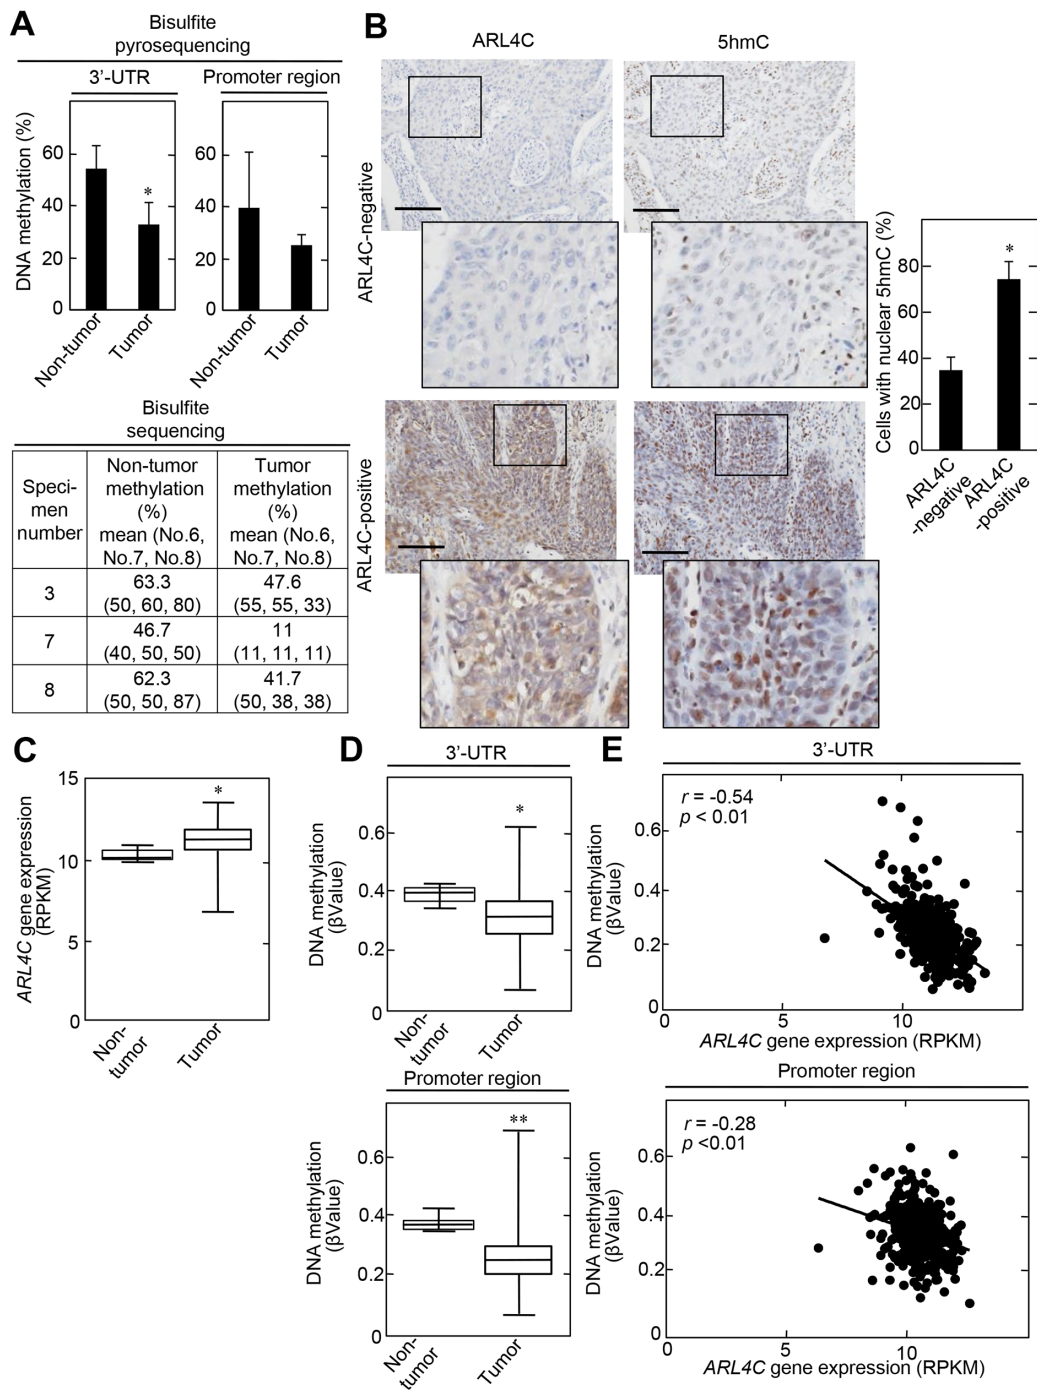 A
Bisulfite
pyrosequencing
3’-UTR
Promoter region
DNA methylation (%)
60
40
20
0
*
Non-tumor
Tumor
60
40
20
0
Non-tumor
Tumor
Bisulfite
sequencing
Speci-
men
number
Non-tumor
methylation
(%)
mean (No.6,
No.7, No.8)
Tumor
methylation
(%)
mean (No.6,
No.7, No.8)
3
63.3
(50, 60, 80)
47.6
(55, 55, 33)
7
46.7
(40, 50, 50)
11
(11, 11, 11)
8
62.3
(50, 50, 87)
41.7
(50, 38, 38)
B
ARL4C
5hmC
ARL4C-negative
ARL4C-positive
Cells with nuclear 5hmC (%)
80
60
40
20
0
*
ARL4C
-negative
ARL4C
-positive
C
ARL4C gene expression
(RPKM)
15
10
5
0
*
Non-
tumor
Tumor
D
3’-UTR
DNA methylation
(βValue)
0.6
0.4
0.2
0
*
Non-
tumor
Tumor
Promoter region
DNA methylation
(βValue)
0.6
0.4
0.2
0
**
Non-
tumor
Tumor
E
3’-UTR
r = -0.54
p < 0.01
DNA methylation
(βValue)
0.6
0.4
0.2
0
0
5
10
ARL4C gene expression (RPKM)
Promoter region
r = -0.28
p <0.01
DNA methylation
(βValue)
0.6
0.4
0.2
0
0
5
10
ARL4C gene expression (RPKM)